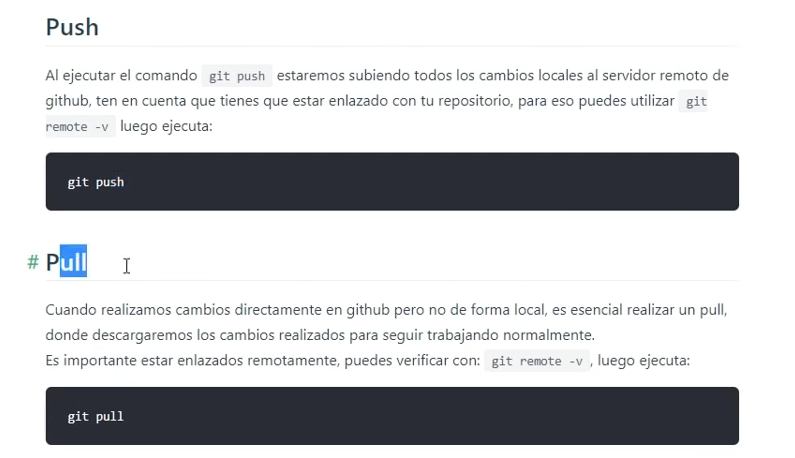 Push
Al ejecutar el comando git push estaremos subiendo todos los cambios locales al servidor remoto de
github, ten en cuenta que tienes que estar enlazado con tu repositorio, para eso puedes utilizar git
remote -v luego ejecuta:
git push
# Pull
Cuando realizamos cambios directamente en github pero no de forma local, es esencial realizar un pull,
donde descargaremos los cambios realizados para seguir trabajando normalmente.
Es importante estar enlazados remotamente, puedes verificar con: git remote -v, luego ejecuta:
git pull